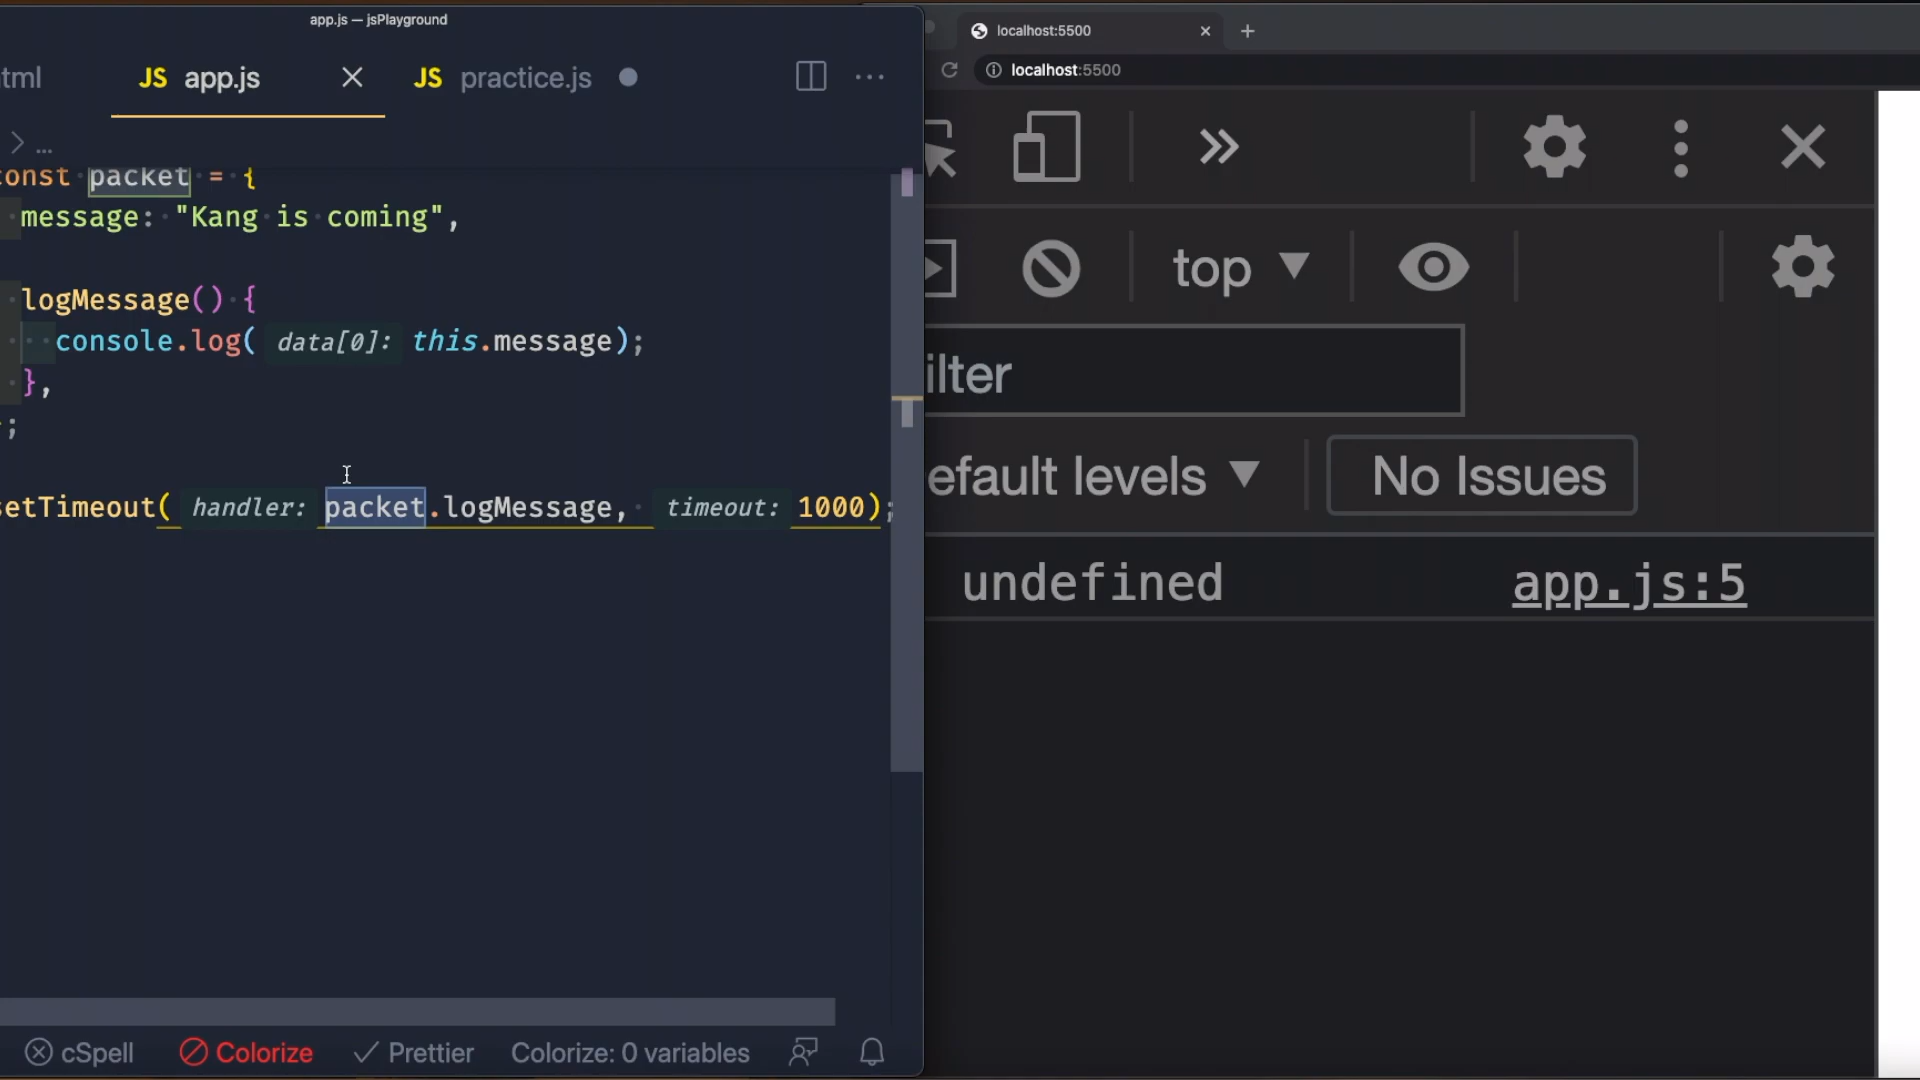 app.js — jsPlayground
tml JS app.js JS practice.js
...
const packet = {
message: "Kang is coming",
logMessage() {
console.log( data[0]: this.message);
},
;
setTimeout( handler: packet.logMessage, timeout: 1000);
cSpell Colorize Prettier Colorize: 0 variables
localhost:5500
localhost:5500
top
ilter
efault levels No Issues
undefined app.js:5